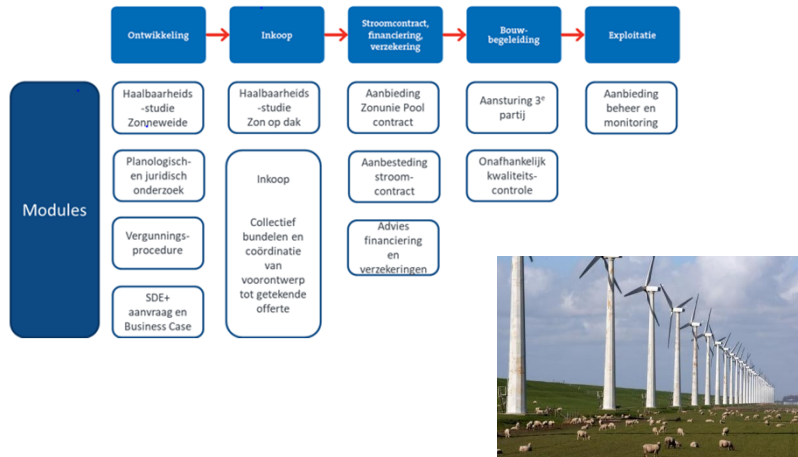 Ontwikkeling
Inkoop
Stroomcontract,
financiering,
verzekering
Bouw-
begeleiding
Exploitatie
Modules
Haalbaarheids
-studie
Zonneweide
Planologisch-
en juridisch
onderzoek
Vergunnings-
procedure
SDE+
aanvraag en
Business Case
Haalbaarheids
-studie
Zon op dak
Inkoop
Collectief
bundelen en
coördinatie
van
voorontwerp
tot getekende
offerte
Aanbieding
Zonunie Pool
contract
Aanbesteding
stroom-
contract
Advies
financiering
en
verzekeringen
Aansturing 3e
partij
Onafhankelijk
kwaliteits-
controle
Aanbieding
beheer en
monitoring